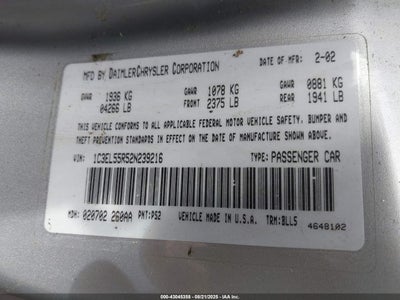 MFD BY DAIMLERCHRYSLER CORPORATION DATE OF MFR 2-02
GVWR 1936 KG GAWR 1078 KG GAWR 0881 KG
04266 LB FRONT 2375 LB REAR 1941 LB
THIS VEHICLE CONFORMS TO ALL APPLICABLE FEDERAL MOTOR VEHICLE SAFETY, BUMPER AND
THEFT PREVENTION STANDARDS IN EFFECT ON THE DATE OF MANUFACTURE SHOWN ABOVE.
VIN: 1C3EL55R52N239216 TYPE: PASSENGER CAR
MDH: 020702 260AA PNT: PS2 VEHICLE MADE IN U.S.A. TRM: BLL5
4648102
000-43045358 - 08/21/2025 - IAA Inc.